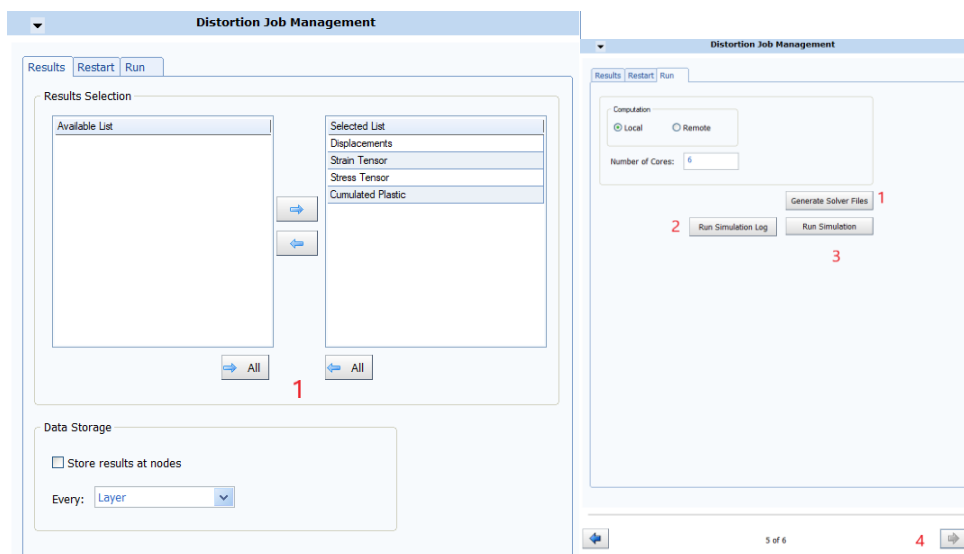 Distortion Job Management
Results Restart Run
Results Selection
Available List
Selected List
Displacements
Strain Tensor
Stress Tensor
Cumulated Plastic
All
All
1
Data Storage
Store results at nodes
Every: Layer
Distortion Job Management
Results Restart Run
Computation
Local Remote
Number of Cores: 6
Generate Solver Files 1
2 Run Simulation Log Run Simulation
3
5 of 6 4